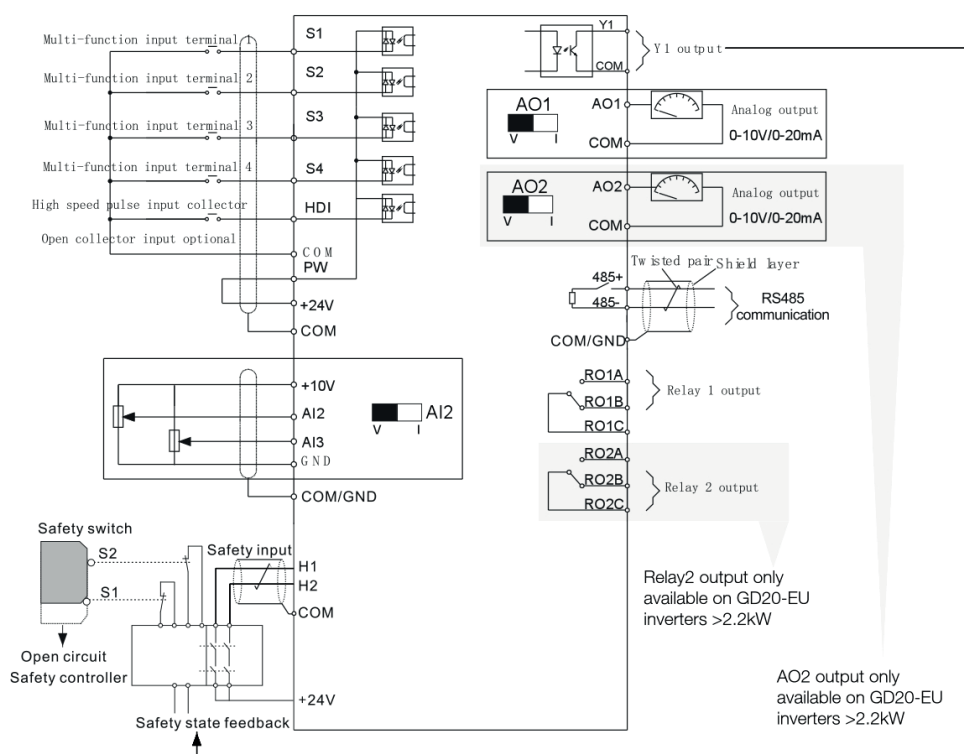 Multi-function input terminal 1
S1
Multi-function input terminal 2
S2
Multi-function input terminal 3
S3
Multi-function input terminal 4
S4
High speed pulse input collector
HDI
Open collector input optional
COM
PW
+24V
COM
+10V
AI2
AI3
GND
COM/GND
AI2
V I
Safety switch
S2
S1
Safety input
H1
H2
COM
Open circuit
Safety controller
+24V
Safety state feedback
Y1
COM
Y1 output
AO1
V I
AO1
COM
Analog output
0-10V/0-20mA
AO2
V I
AO2
COM
Analog output
0-10V/0-20mA
Twisted pair
Shield layer
485+
485-
RS485
communication
COM/GND
RO1A
RO1B
RO1C
Relay 1 output
RO2A
RO2B
RO2C
Relay 2 output
Relay2 output only
available on GD20-EU
inverters >2.2kW
AO2 output only
available on GD20-EU
inverters >2.2kW